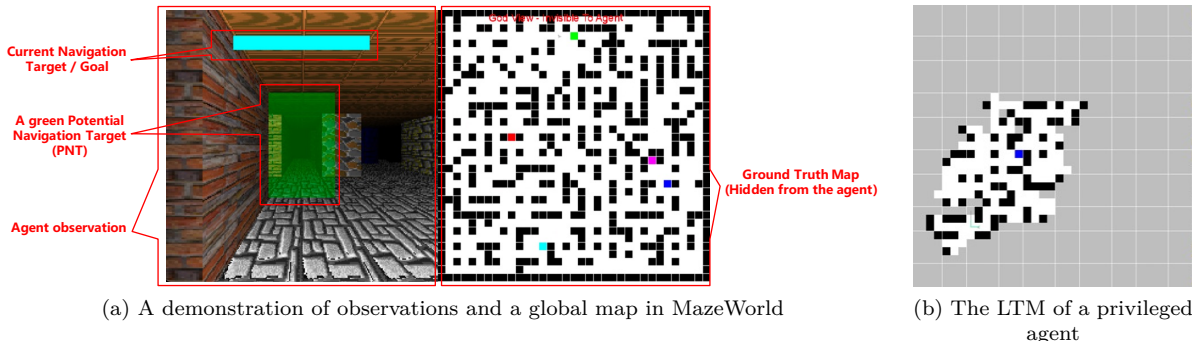 God View - Invisible To Agent
Current Navigation
Target / Goal
A green Potential
Navigation Target
(PNT)
Ground Truth Map
(Hidden from the agent)
Agent observation
(a) A demonstration of observations and a global map in MazeWorld
(b) The LTM of a privileged
agent